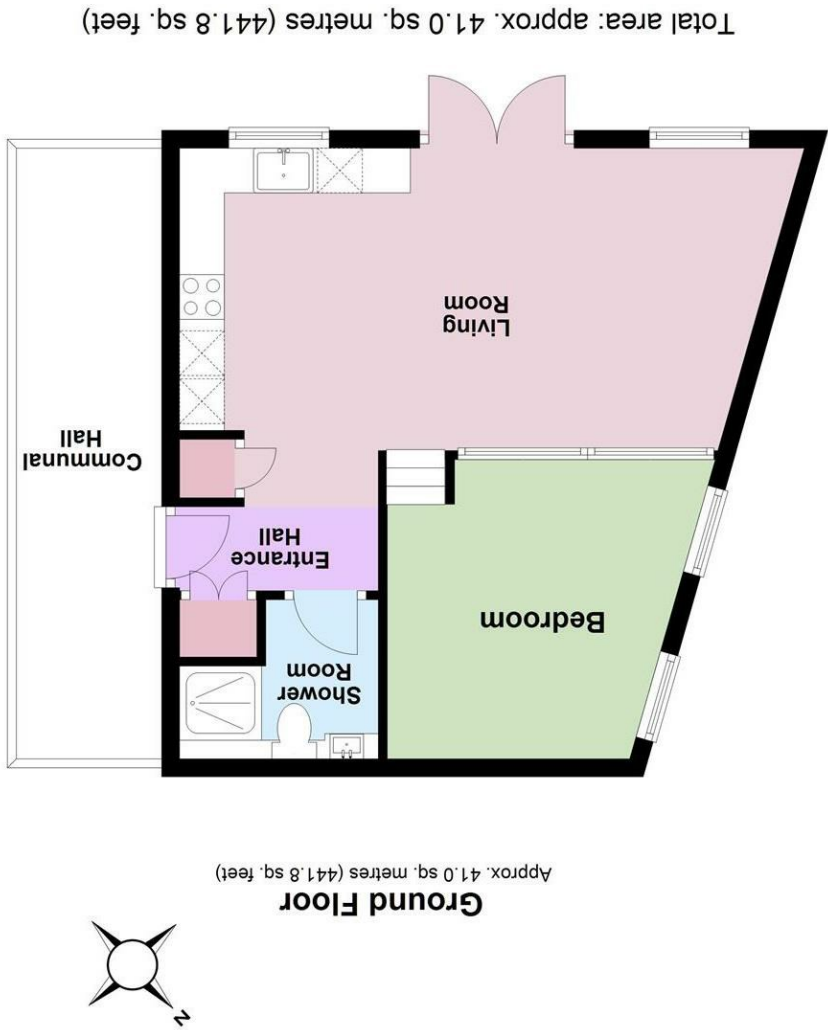 N
Ground Floor
Approx. 41.0 sq. metres (441.8 sq. feet)
Shower
Room
Bedroom
Entrance
Hall
Communal
Hall
Living
Room
Total area: approx. 41.0 sq. metres (441.8 sq. feet)